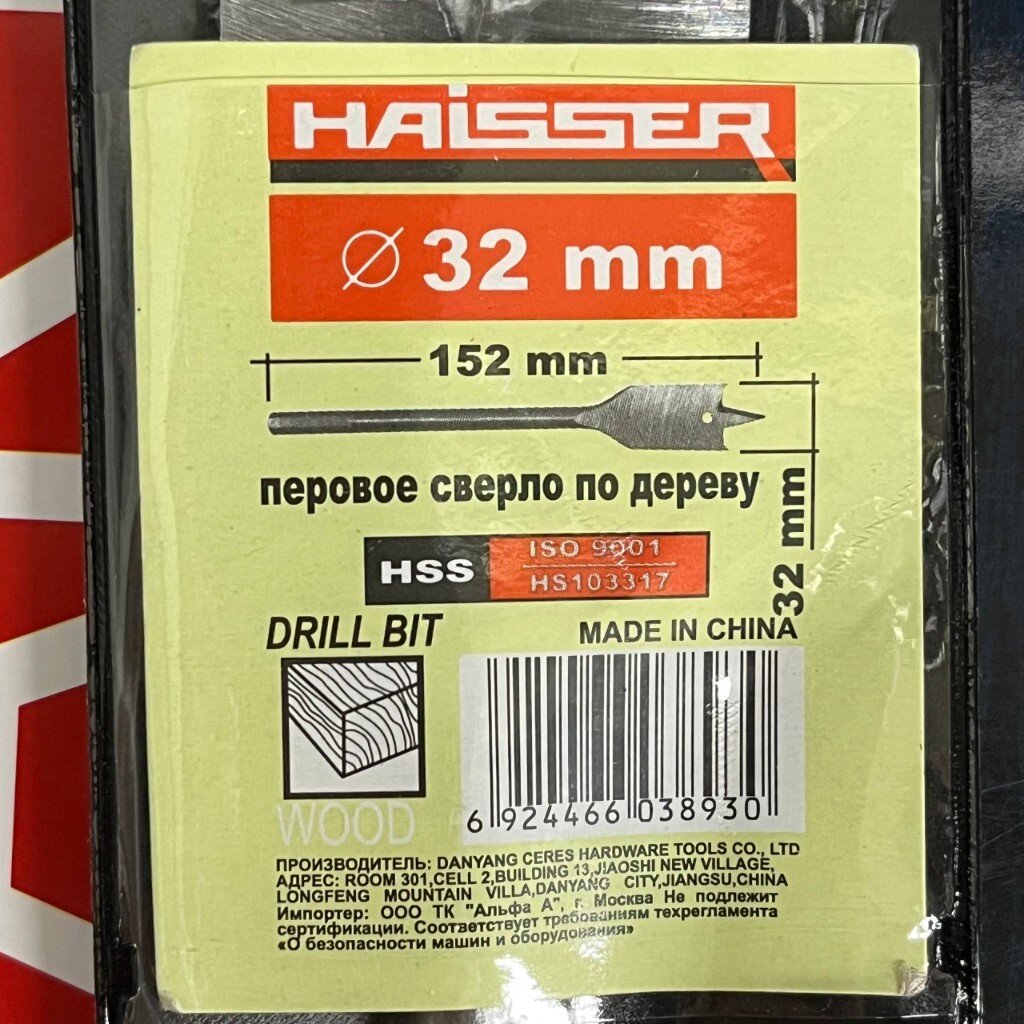 HAiSSER
Ø 32 mm
152 mm
32 mm
перовое сверло по дереву
HSS
ISO 9001
HS103317
DRILL BIT
MADE IN CHINA
WOOD
6 924466 038930
ПРОИЗВОДИТЕЛЬ: DANYANG CERES HARDWARE TOOLS CO., LTD
АДРЕС: ROOM 301,CELL 2,BUILDING 13,JIAOSHI NEW VILLAGE,
LONGFENG MOUNTAIN VILLA,DANYANG CITY,JIANGSU,CHINA
Импортер: ООО ТК "Альфа А", г. Москва Не подлежит
сертификации. Соответствует требованиям техрегламента
«О безопасности машин и оборудования»